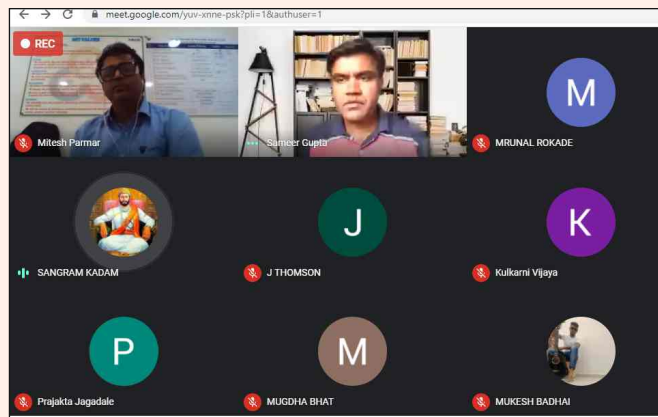 meet.google.com/yuv-xnne-psk?pli=1&authuser=1
REC
Mitesh Parmar
Sameer Gupta
M
MRUNAL ROKADE
SANGRAM KADAM
J
J THOMSON
K
Kulkarni Vijaya
P
Prajakta Jagadale
M
MUGDHA BHAT
MUKESH BADHAI